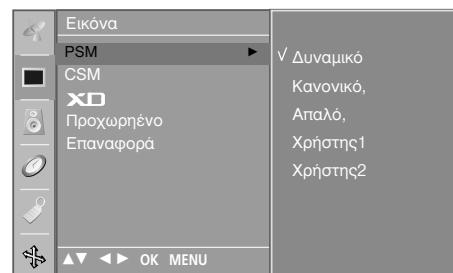 Εικόνα
PSM ►
CSM
XD
Προχωρηένο
Επαναφορά
▲▼ ◄► OK MENU
√ Δυναμικό
Κανονικό,
Απαλό,
Χρήστης1
Χρήστης2